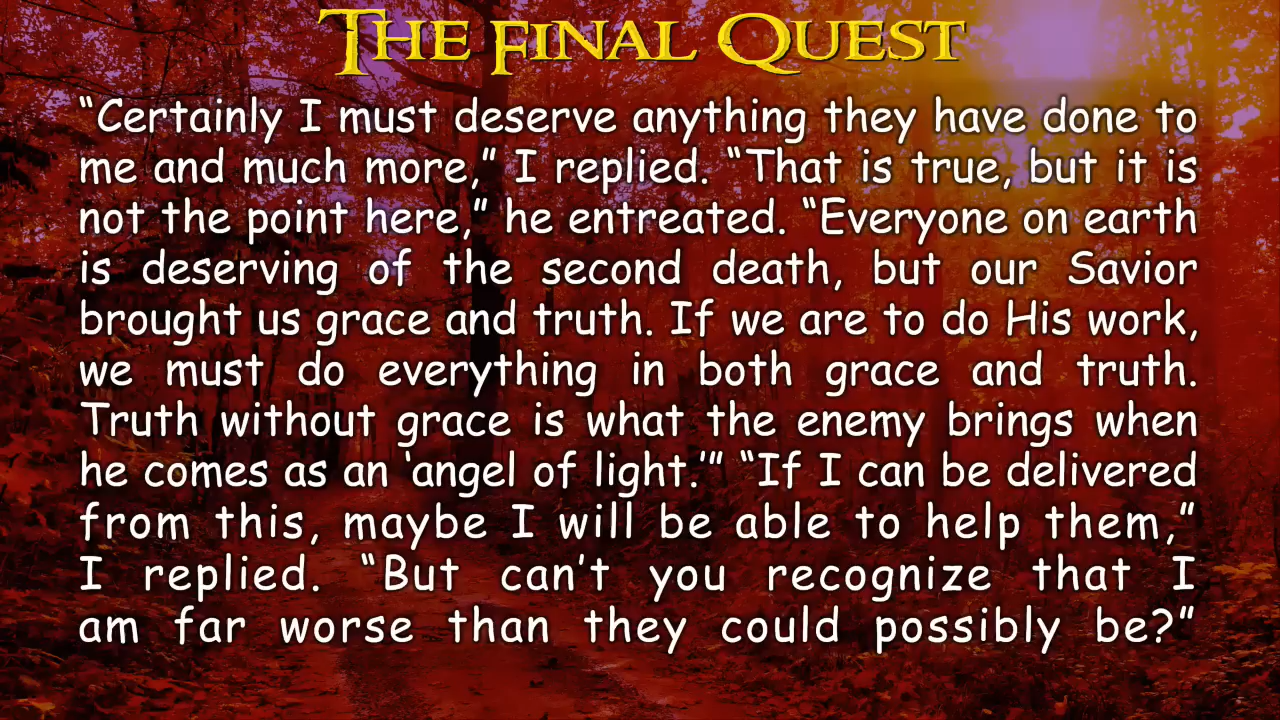 The Final Quest
“Certainly I must deserve anything they have done to
me and much more,” I replied. “That is true, but it is
not the point here,” he entreated. “Everyone on earth
is deserving of the second death, but our Savior
brought us grace and truth. If we are to do His work,
we must do everything in both grace and truth.
Truth without grace is what the enemy brings when
he comes as an ‘angel of light.’” “If I can be delivered
from this, maybe I will be able to help them,”
I replied. “But can’t you recognize that I
am far worse than they could possibly be?”